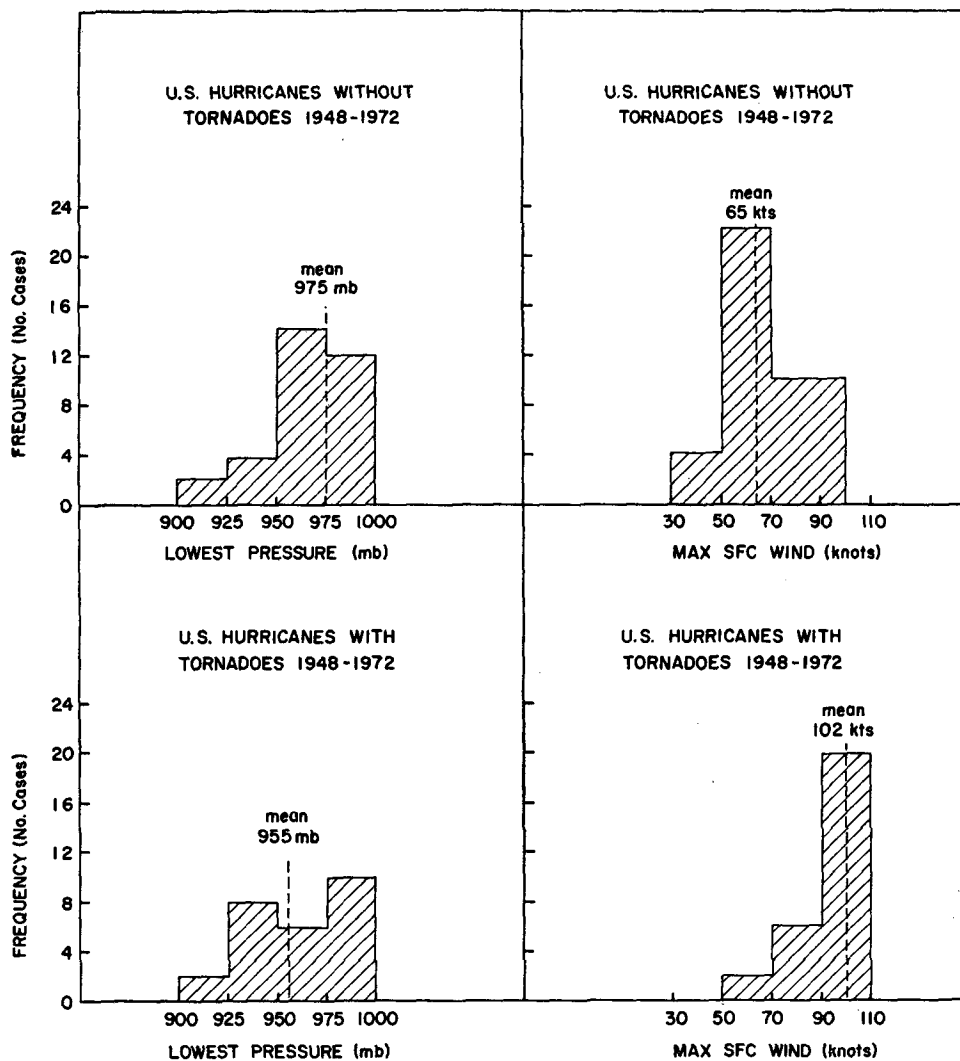 U.S. HURRICANES WITHOUT
TORNADOES 1948-1972
FREQUENCY (No. Cases)
24
20
16
12
8
4
0
mean
975 mb
900 925 950 975 1000
LOWEST PRESSURE (mb)
U.S. HURRICANES WITHOUT
TORNADOES 1948-1972
mean
65 kts
30 50 70 90 110
MAX SFC WIND (knots)
U.S. HURRICANES WITH
TORNADOES 1948-1972
FREQUENCY (No. Cases)
24
20
16
12
8
4
0
mean
955 mb
900 925 950 975 1000
LOWEST PRESSURE (mb)
U.S. HURRICANES WITH
TORNADOES 1948-1972
mean
102 kts
30 50 70 90 110
MAX SFC WIND (knots)